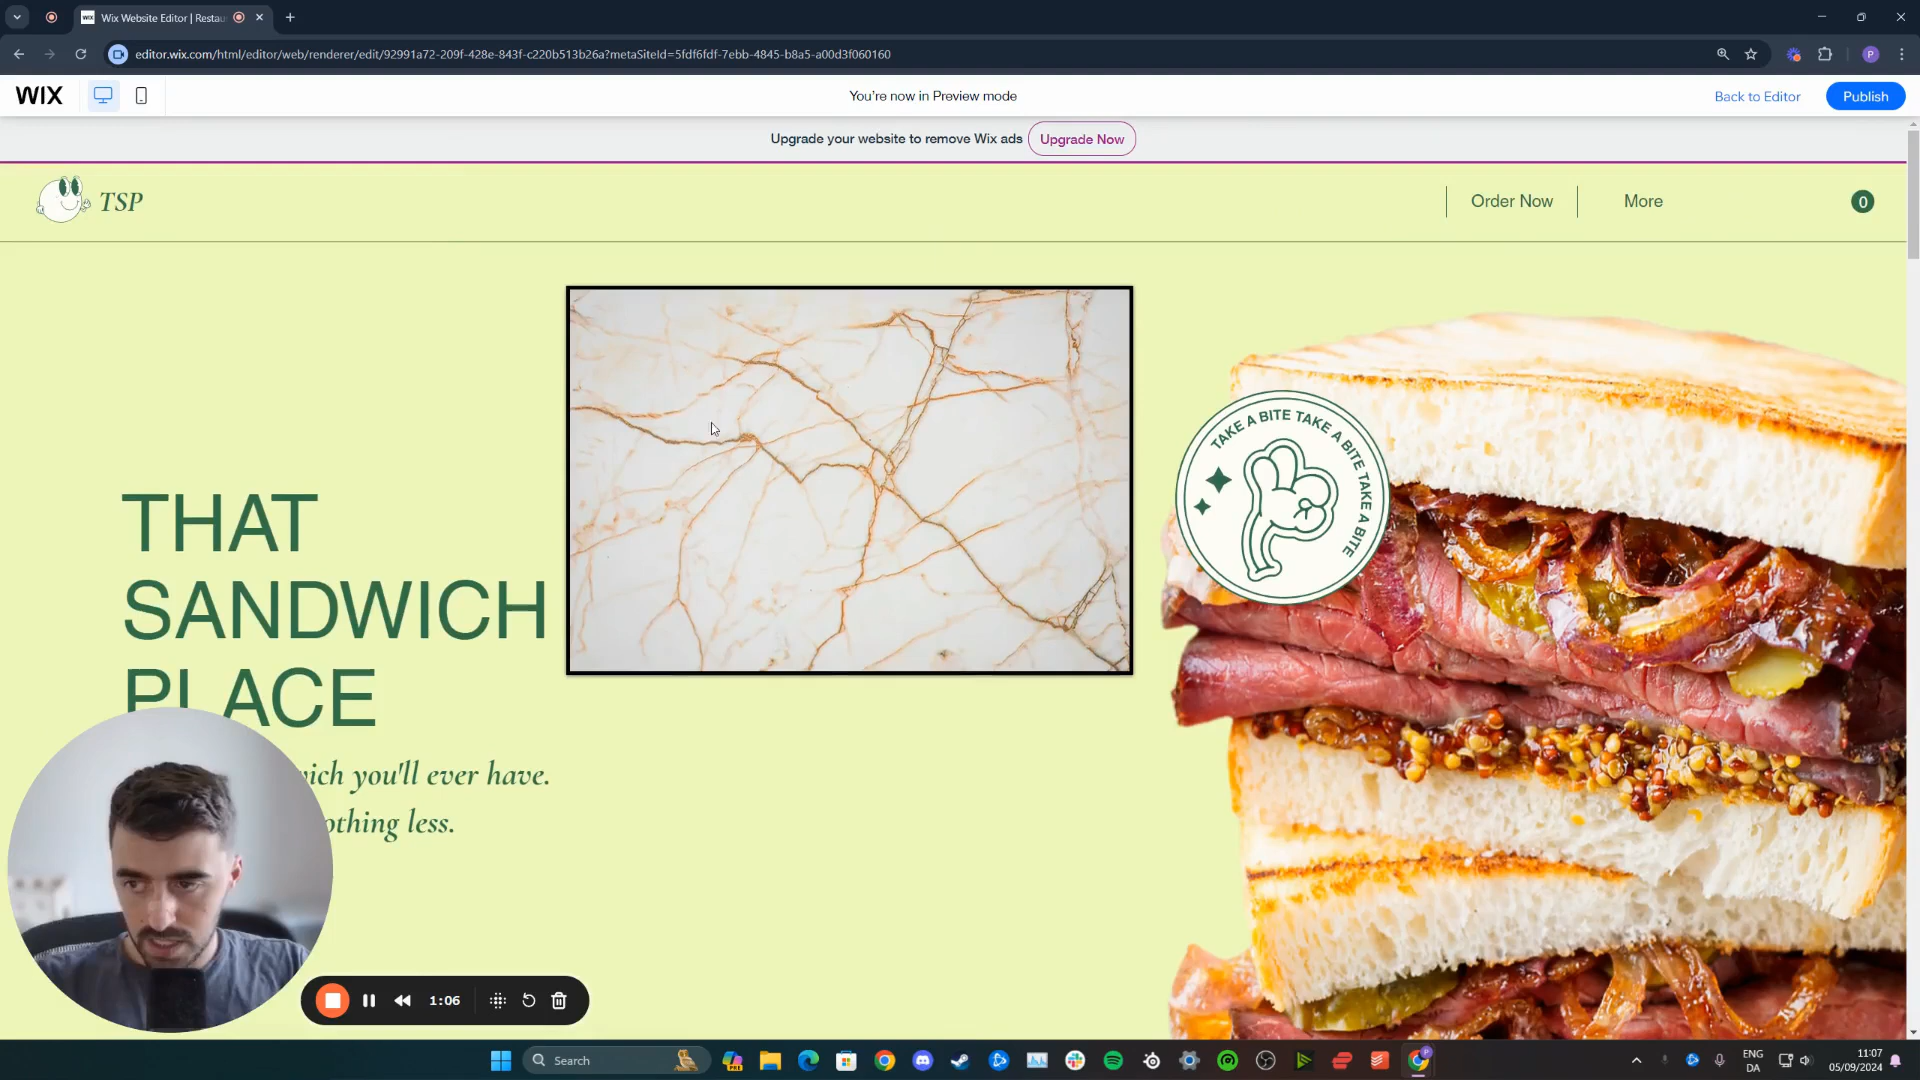 Wix Website Editor | Restau
editor.wix.com/html/editor/web/renderer/edit/92991a72-209f-428e-843f-c220b513b26a?metaSiteId=5fdf6fdf-7ebb-4845-b8a5-a00d3f060160
P
WIX
You're now in Preview mode
Back to Editor
Publish
Upgrade your website to remove Wix ads
Upgrade Now
TSP
Order Now
More
0
TAKE A BITE TAKE A BITE TAKE A BITE
THAT
SANDWICH
PLACE
you'll ever have.
less.
1:06
Search
PRE
ENG
DA
11:07
05/09/2024